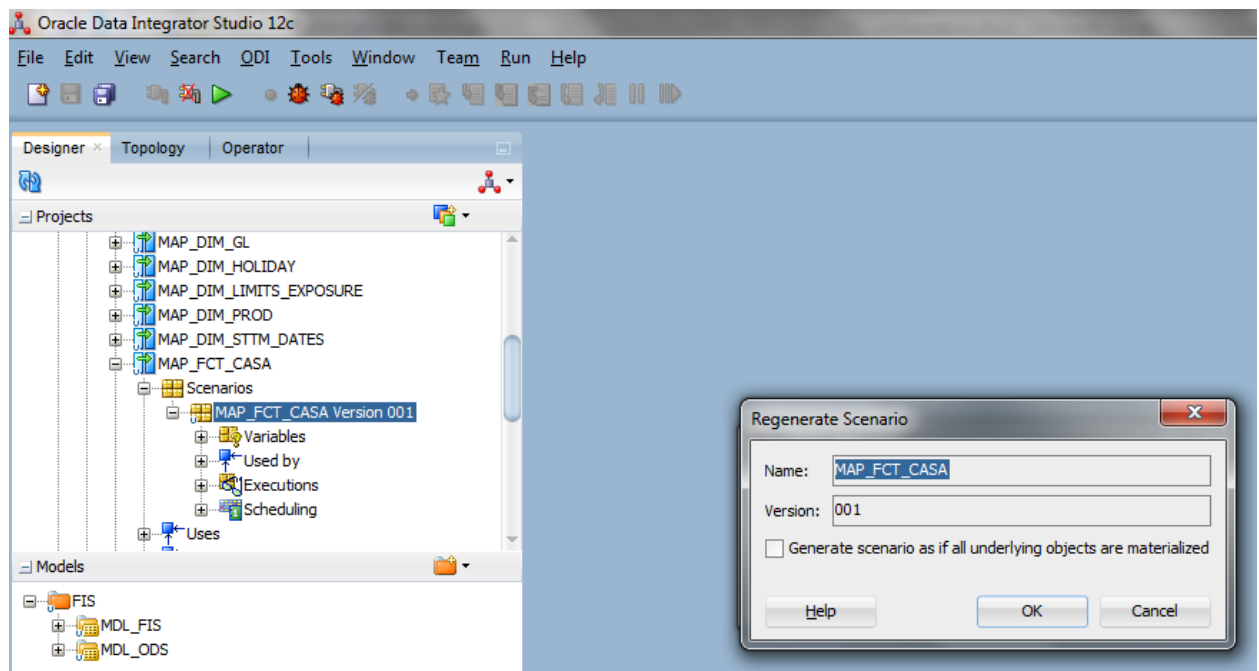 Oracle Data Integrator Studio 12c
File Edit View Search ODI Tools Window Team Run Help
Designer Topology Operator
Projects
MAP_DIM_GL
MAP_DIM_HOLIDAY
MAP_DIM_LIMITS_EXPOSURE
MAP_DIM_PROD
MAP_DIM_STTM_DATES
MAP_FCT_CASA
Scenarios
MAP_FCT_CASA Version 001
Variables
Used by
Executions
Scheduling
Uses
Models
FIS
MDL_FIS
MDL_ODS
Regenerate Scenario
Name: MAP_FCT_CASA
Version: 001
Generate scenario as if all underlying objects are materialized
Help OK Cancel